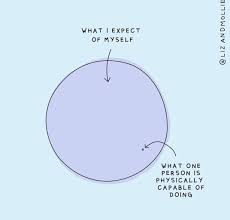 WHAT I EXPECT
OF MYSELF
@LIZANDMOLLIE
WHAT ONE
PERSON IS
PHYSICALLY
CAPABLE OF
DOING